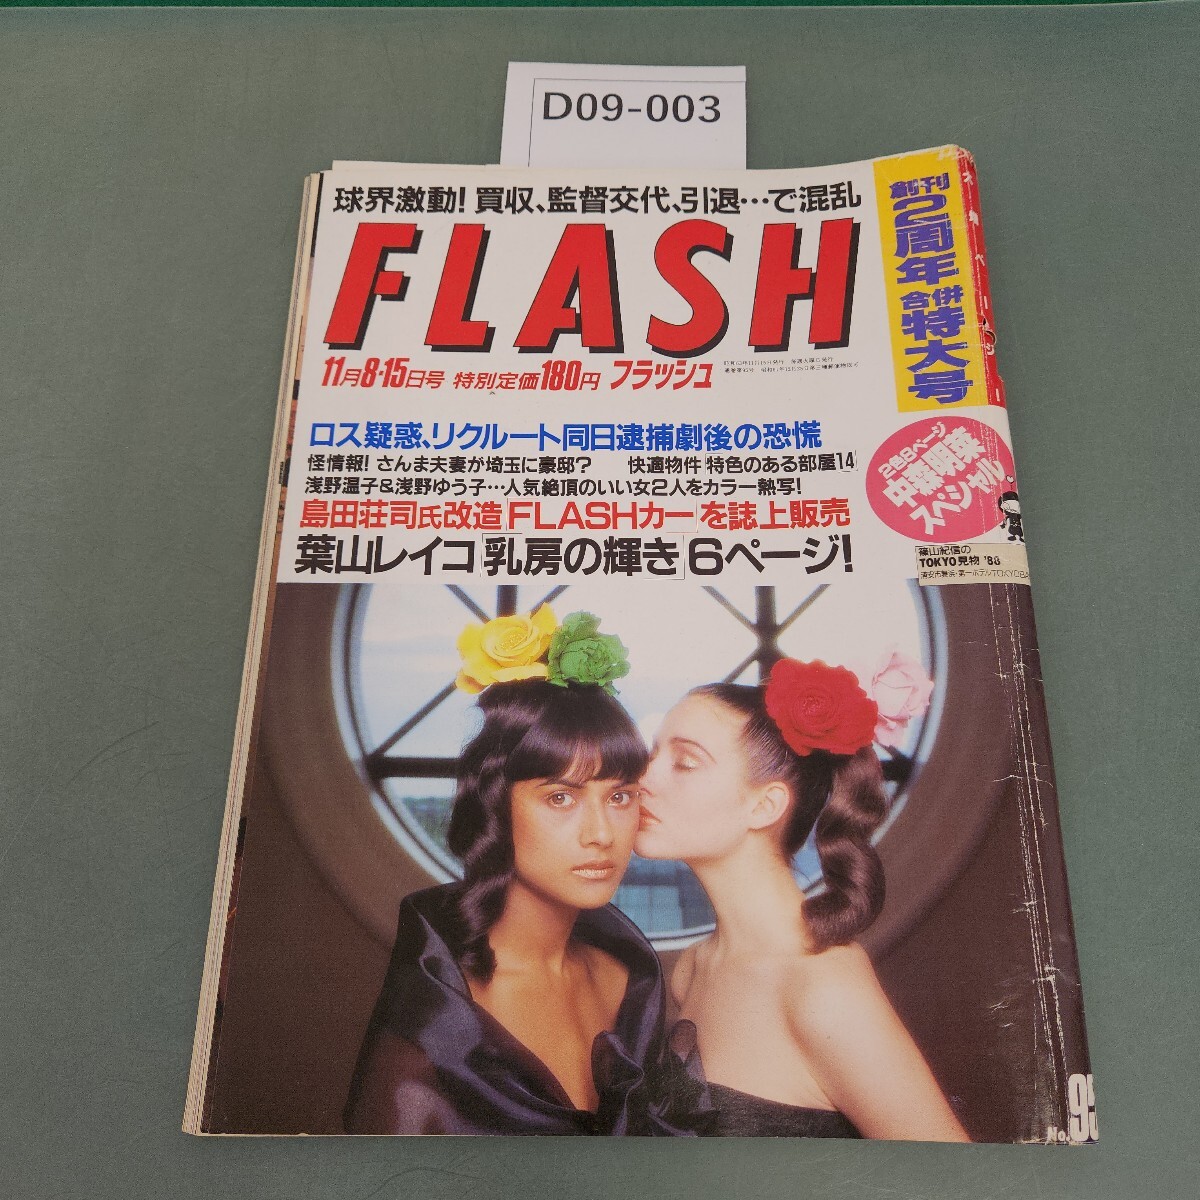 D09-003
球界激動!買収、監督交代、引退…で混乱
FLASH
11月8・15日号 特別定価180円 フラッシュ
創刊2周年 合併特大号
ロス疑惑、リクルート同日逮捕劇後の恐慌
怪情報!さんま夫妻が埼玉に豪邸? 快適物件「特色のある部屋14」
浅野温子&浅野ゆう子…人気絶頂のいい女2人をカラー熱写!
島田荘司氏改造「FLASHカー」を誌上販売
葉山レイコ「乳房の輝き」6ページ!
288ページ
中森明菜
スペシャル
篠山紀信の
TOKYO見物 '88
No.